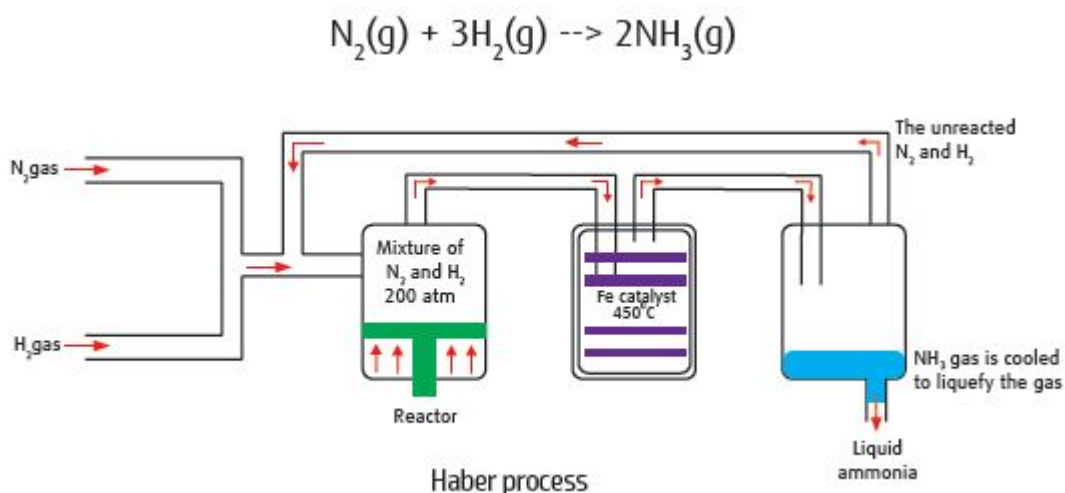 N₂(g) + 3H₂(g) --> 2NH₃(g)
The unreacted
N₂ and H₂
N₂gas
Mixture of
N₂ and H₂
200 atm
Fe catalyst
450°C
H₂gas
NH₃ gas is cooled
to liquefy the gas
Reactor
Liquid
ammonia
Haber process